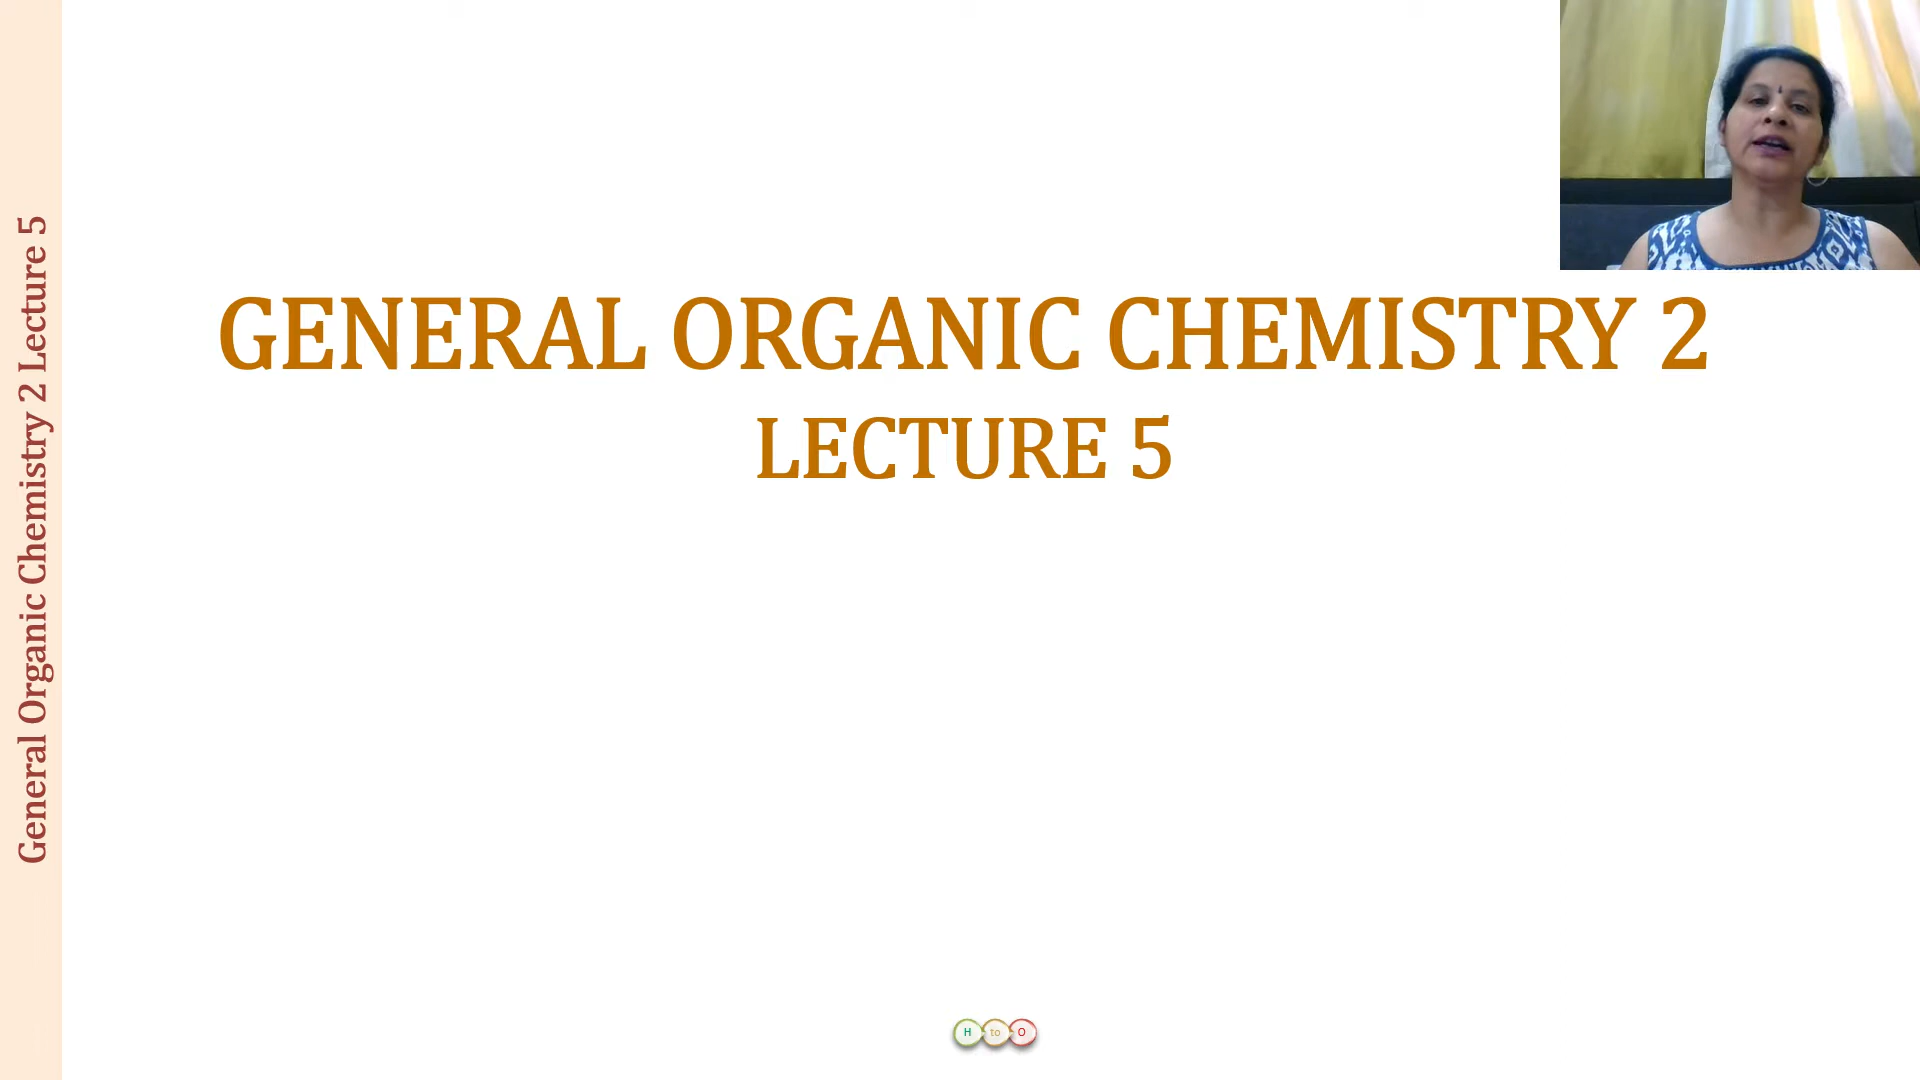 General Organic Chemistry 2 Lecture 5
GENERAL ORGANIC CHEMISTRY 2
LECTURE 5
H to O